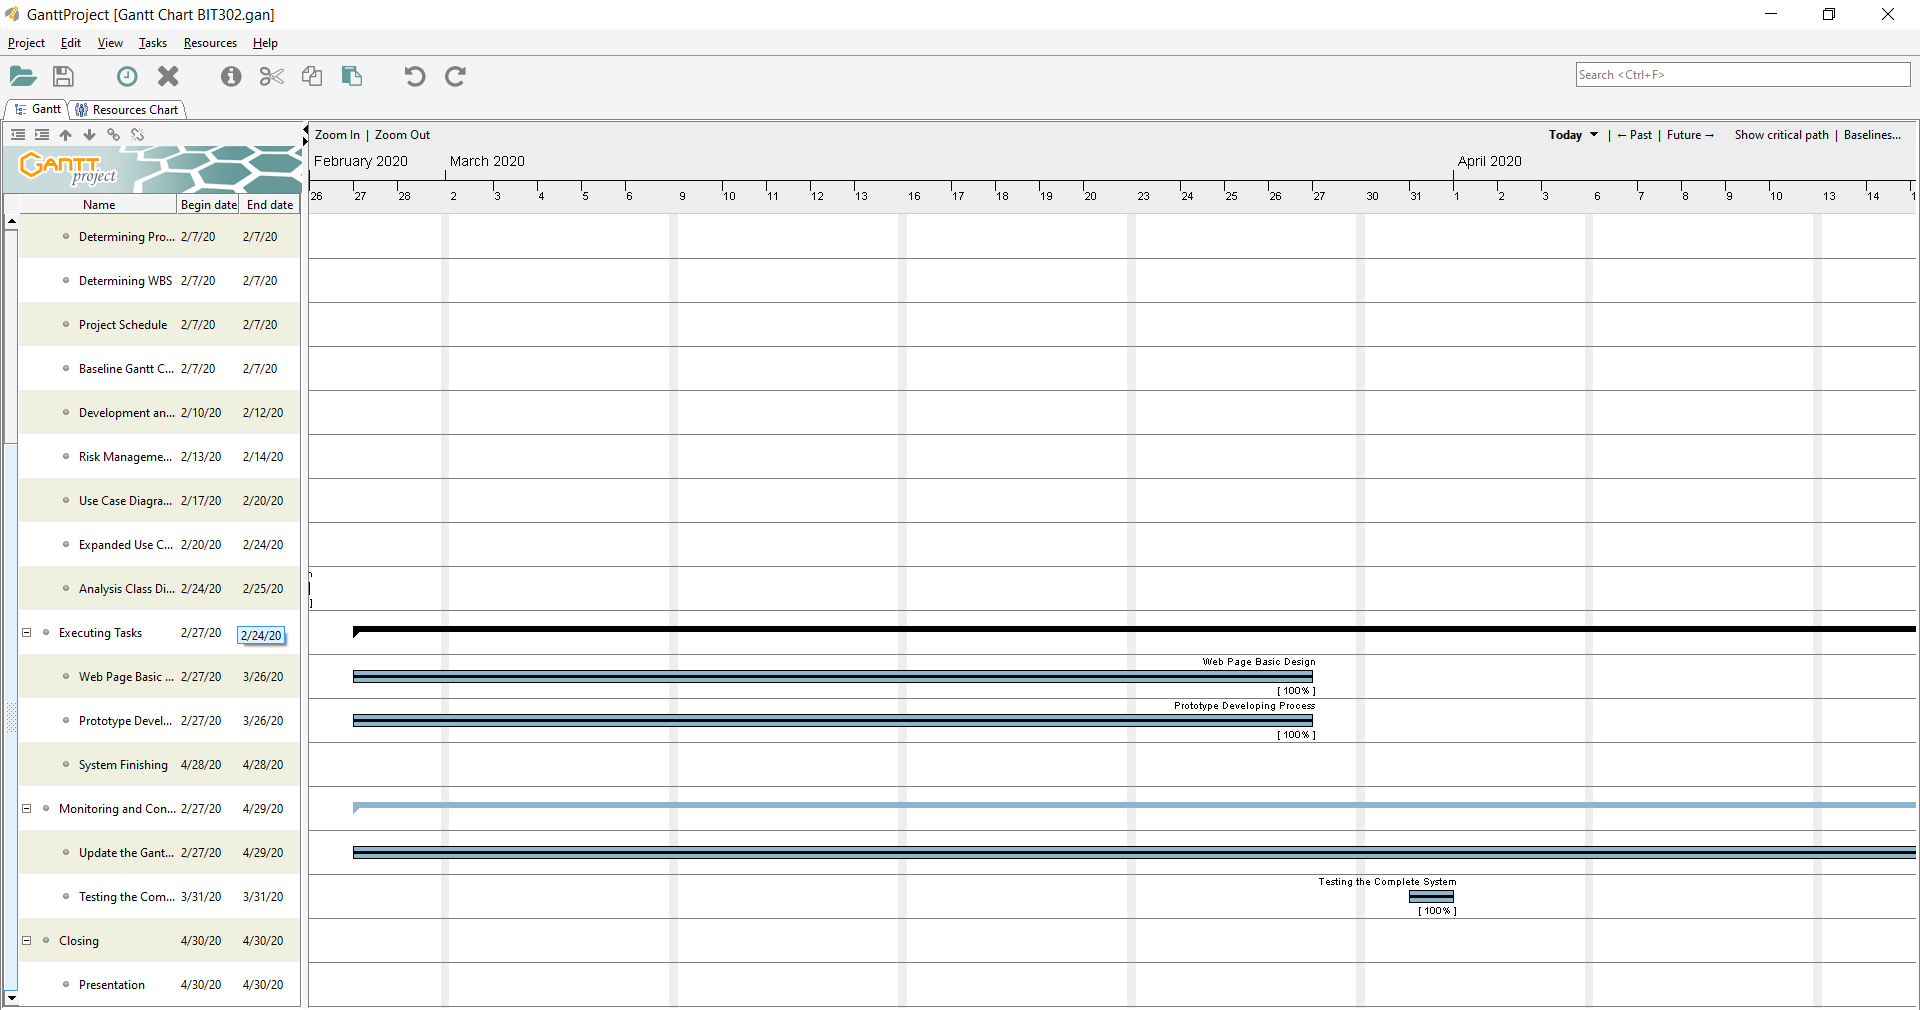 GanttProject [Gantt Chart BIT302.gan]
Project Edit View Tasks Resources Help
Search <Ctrl+F>
Gantt Resources Chart
Zoom In | Zoom Out
Today | ← Past | Future → Show critical path | Baselines...
GANTT project
February 2020 March 2020 April 2020
26 27 28 2 3 4 5 6 9 10 11 12 13 16 17 18 19 20 23 24 25 26 27 30 31 1 2 3 6 7 8 9 10 13 14 1
Name Begin date End date
Determining Pro... 2/7/20 2/7/20
Determining WBS 2/7/20 2/7/20
Project Schedule 2/7/20 2/7/20
Baseline Gantt C... 2/7/20 2/7/20
Development an... 2/10/20 2/12/20
Risk Manageme... 2/13/20 2/14/20
Use Case Diagra... 2/17/20 2/20/20
Expanded Use C... 2/20/20 2/24/20
Analysis Class Di... 2/24/20 2/25/20
]
Executing Tasks 2/27/20 2/24/20
Web Page Basic Design
Web Page Basic ... 2/27/20 3/26/20
[ 100% ]
Prototype Developing Process
Prototype Devel... 2/27/20 3/26/20
[ 100% ]
System Finishing 4/28/20 4/28/20
Monitoring and Con... 2/27/20 4/29/20
Update the Gant... 2/27/20 4/29/20
Testing the Complete System
Testing the Com... 3/31/20 3/31/20
[ 100% ]
Closing 4/30/20 4/30/20
Presentation 4/30/20 4/30/20